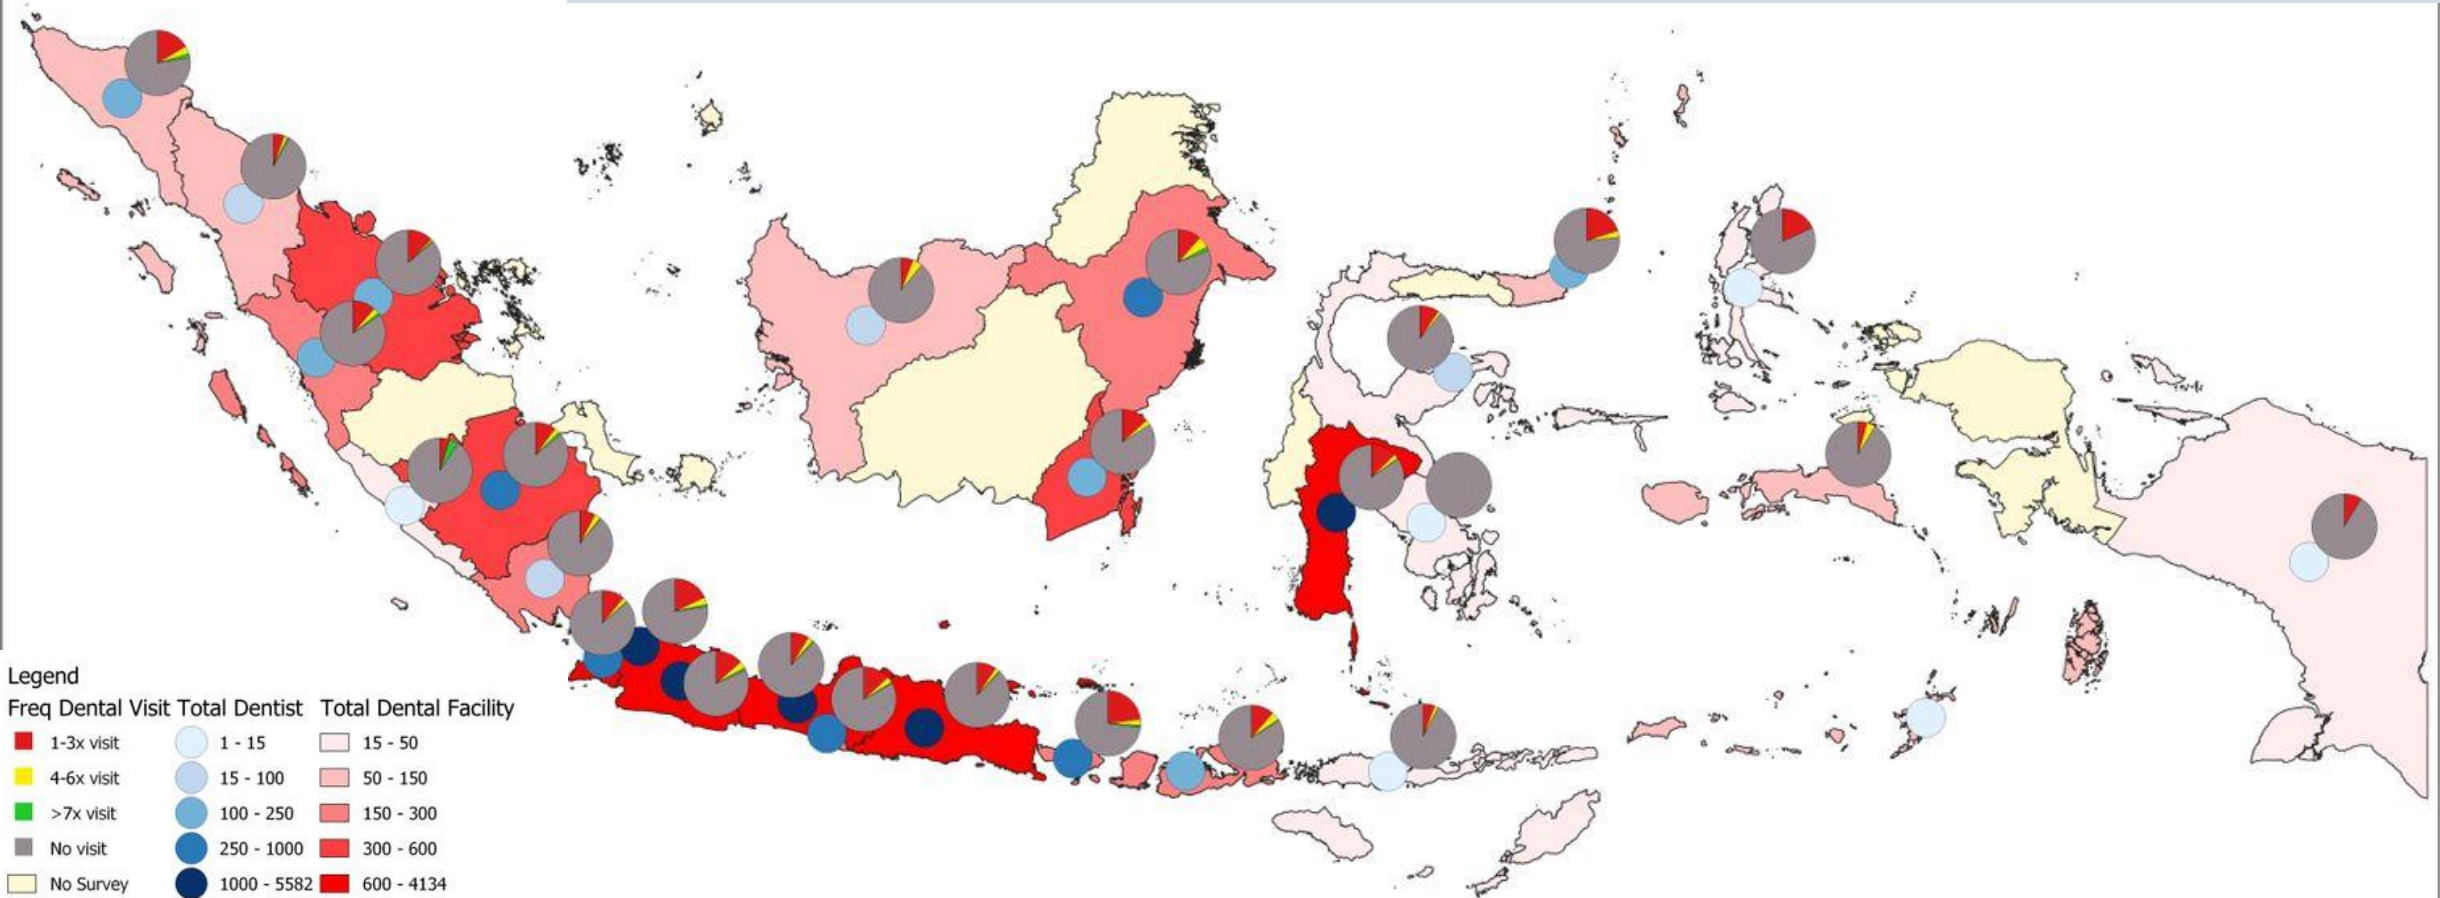 Legend
Freq Dental Visit Total Dentist Total Dental Facility
1-3x visit 1 - 15 15 - 50
4-6x visit 15 - 100 50 - 150
>7x visit 100 - 250 150 - 300
No visit 250 - 1000 300 - 600
No Survey 1000 - 5582 600 - 4134